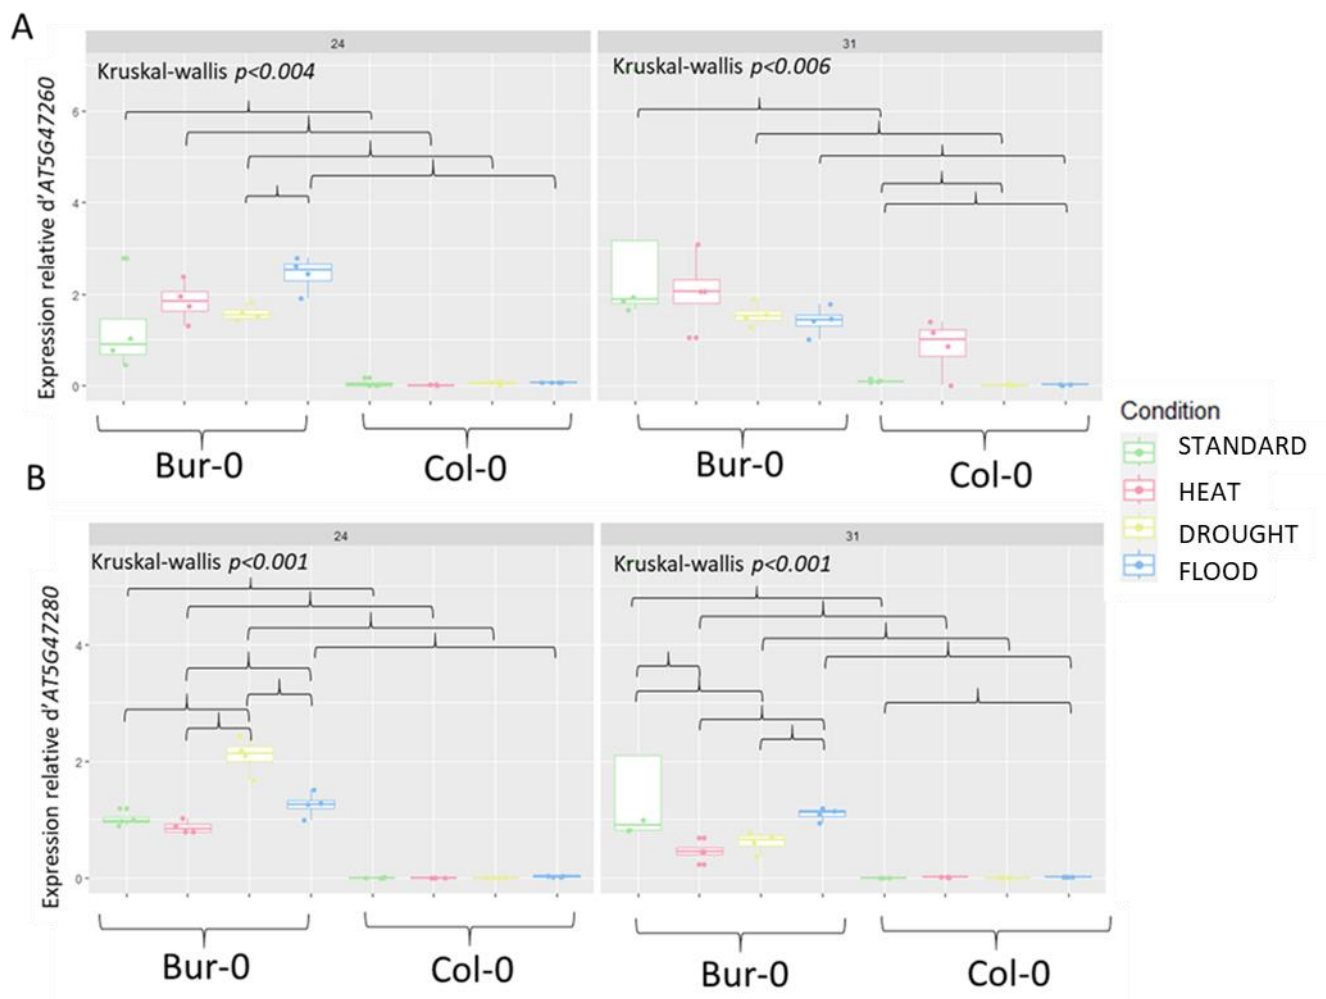 A
24
31
Kruskal-wallis p<0.004
Kruskal-wallis p<0.006
Expression relative d'AT5G47260
6
4
2
0
Bur-0
Col-0
Bur-0
Col-0
Condition
STANDARD
HEAT
DROUGHT
FLOOD
B
24
31
Kruskal-wallis p<0.001
Kruskal-wallis p<0.001
Expression relative d'AT5G47280
4
2
0
Bur-0
Col-0
Bur-0
Col-0